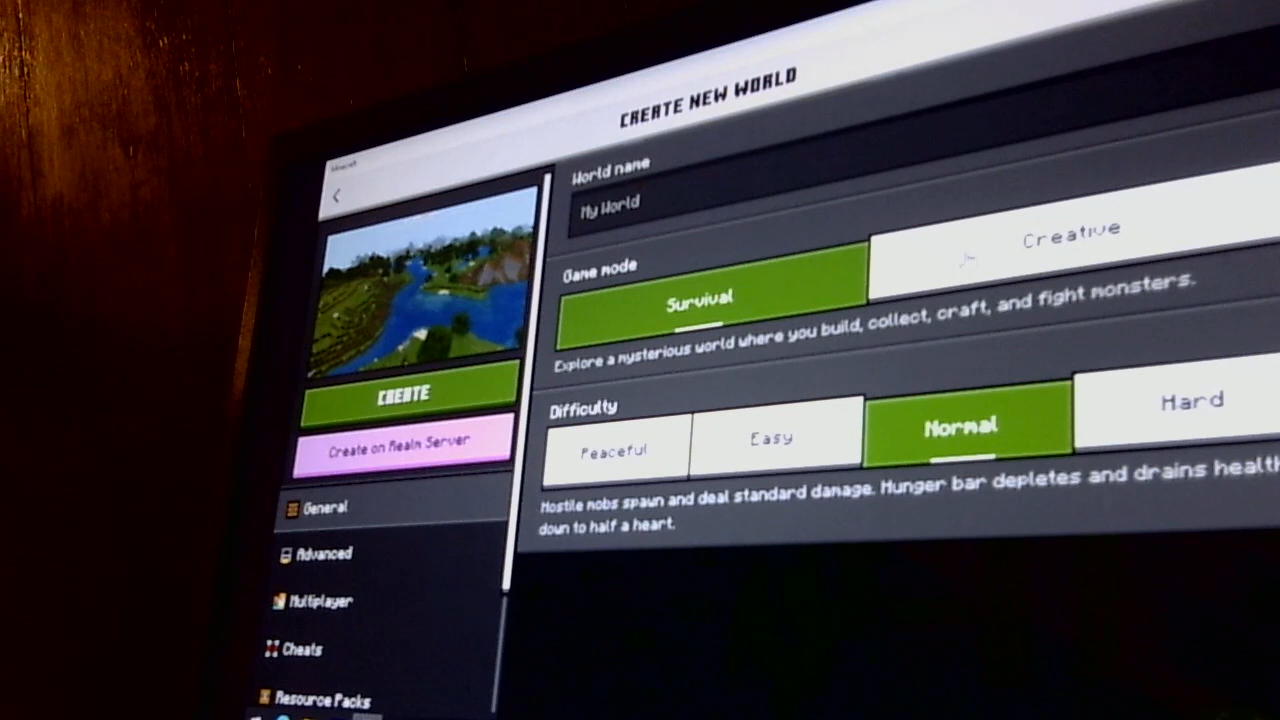 Minecraft
CREATE NEW WORLD
World name
My World
Game mode
Survival
Creative
Explore a mysterious world where you build, collect, craft, and fight monsters.
Difficulty
Peaceful
Easy
Normal
Hard
Hostile mobs spawn and deal standard damage. Hunger bar depletes and drains health
down to half a heart.
CREATE
Create on Realm Server
General
Advanced
Multiplayer
Cheats
Resource Packs